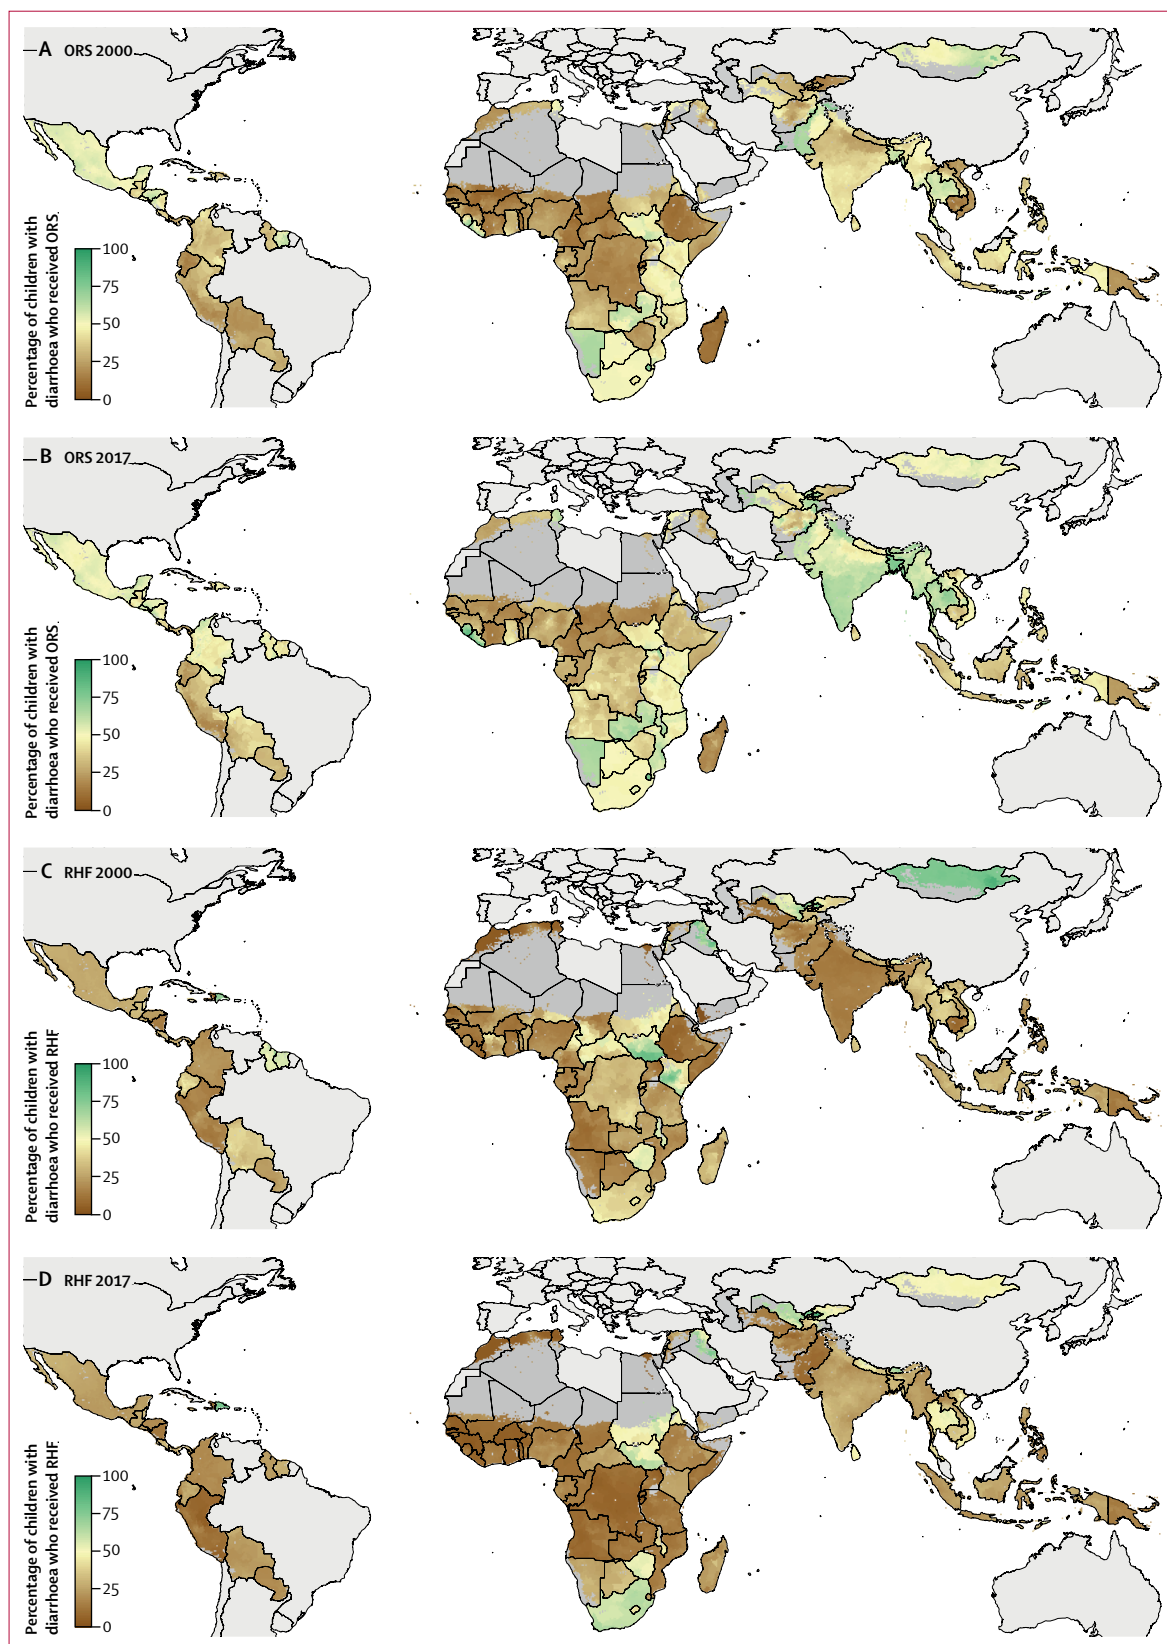 A ORS 2000
Percentage of children with
diarrhoea who received ORS
100
75
50
25
0
B ORS 2017
Percentage of children with
diarrhoea who received ORS
100
75
50
25
0
C RHF 2000
Percentage of children with
diarrhoea who received RHF
100
75
50
25
0
D RHF 2017
Percentage of children with
diarrhoea who received RHF
100
75
50
25
0